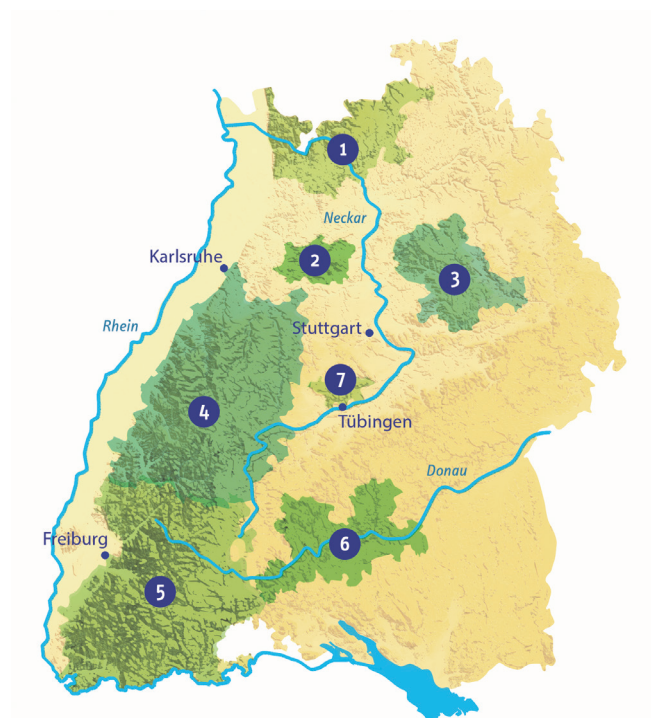 1
Neckar
Karlsruhe
2
3
Rhein
Stuttgart
7
4
Tübingen
Donau
Freiburg
6
5